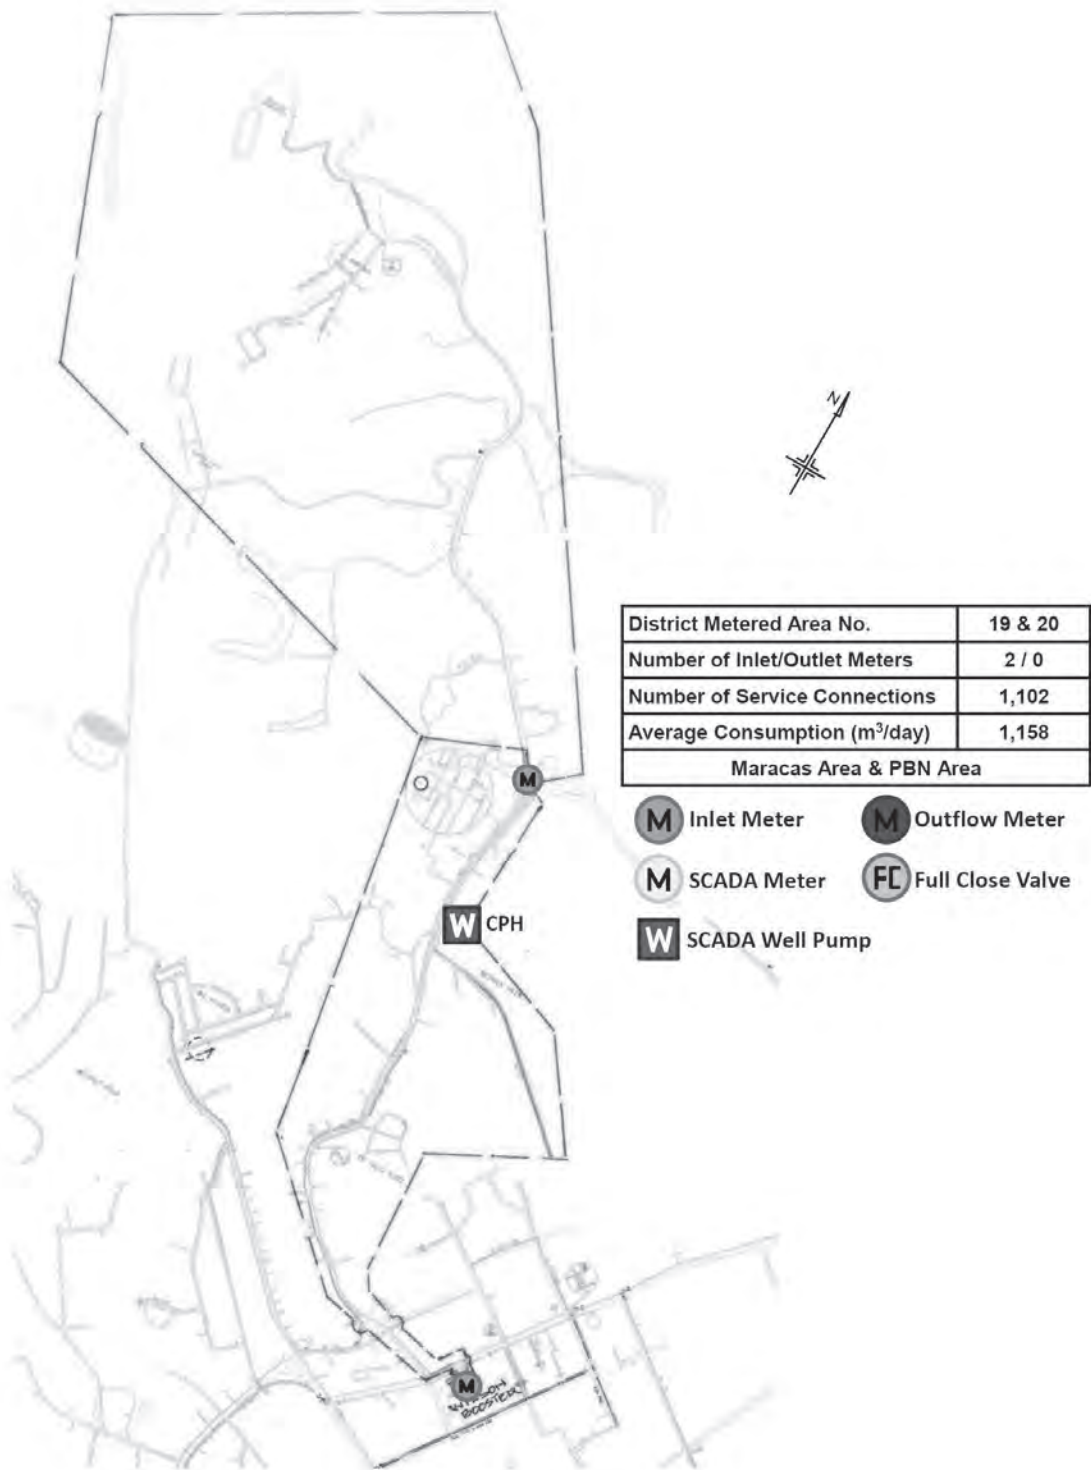 N
District Metered Area No. 19 & 20
Number of Inlet/Outlet Meters 2 / 0
Number of Service Connections 1,102
Average Consumption (m³/day) 1,158
Maracas Area & PBN Area
M
M Inlet Meter
M Outflow Meter
M SCADA Meter
FC Full Close Valve
W CPH
W SCADA Well Pump
M
BOOSTER